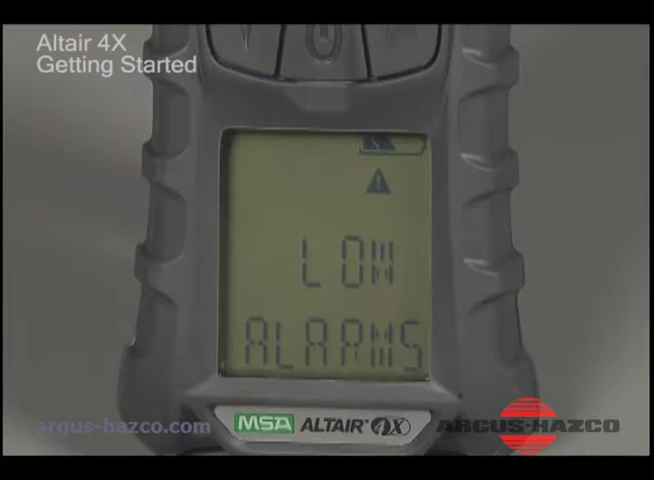 Altair 4X
Getting Started
LOW
ALARMS
argus-hazco.com
MSA ALTAIR 4X
ARGUS-HAZCO